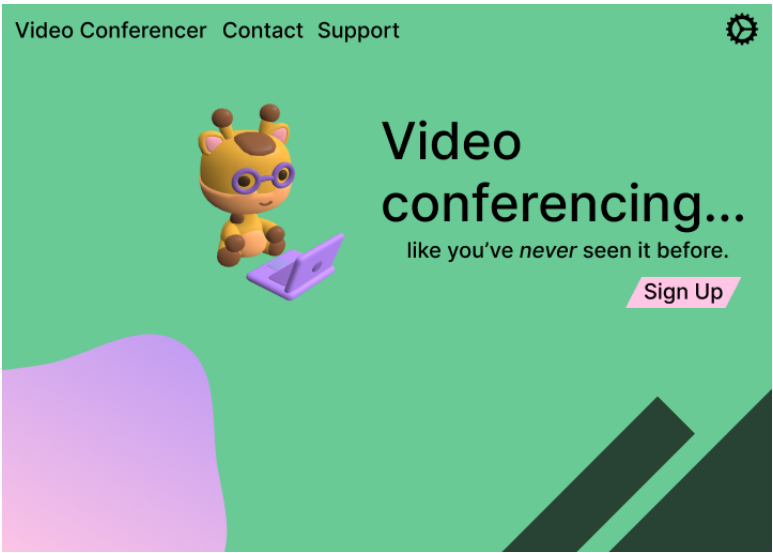 Video Conferencer Contact Support
Video
conferencing...
like you've never seen it before.
Sign Up